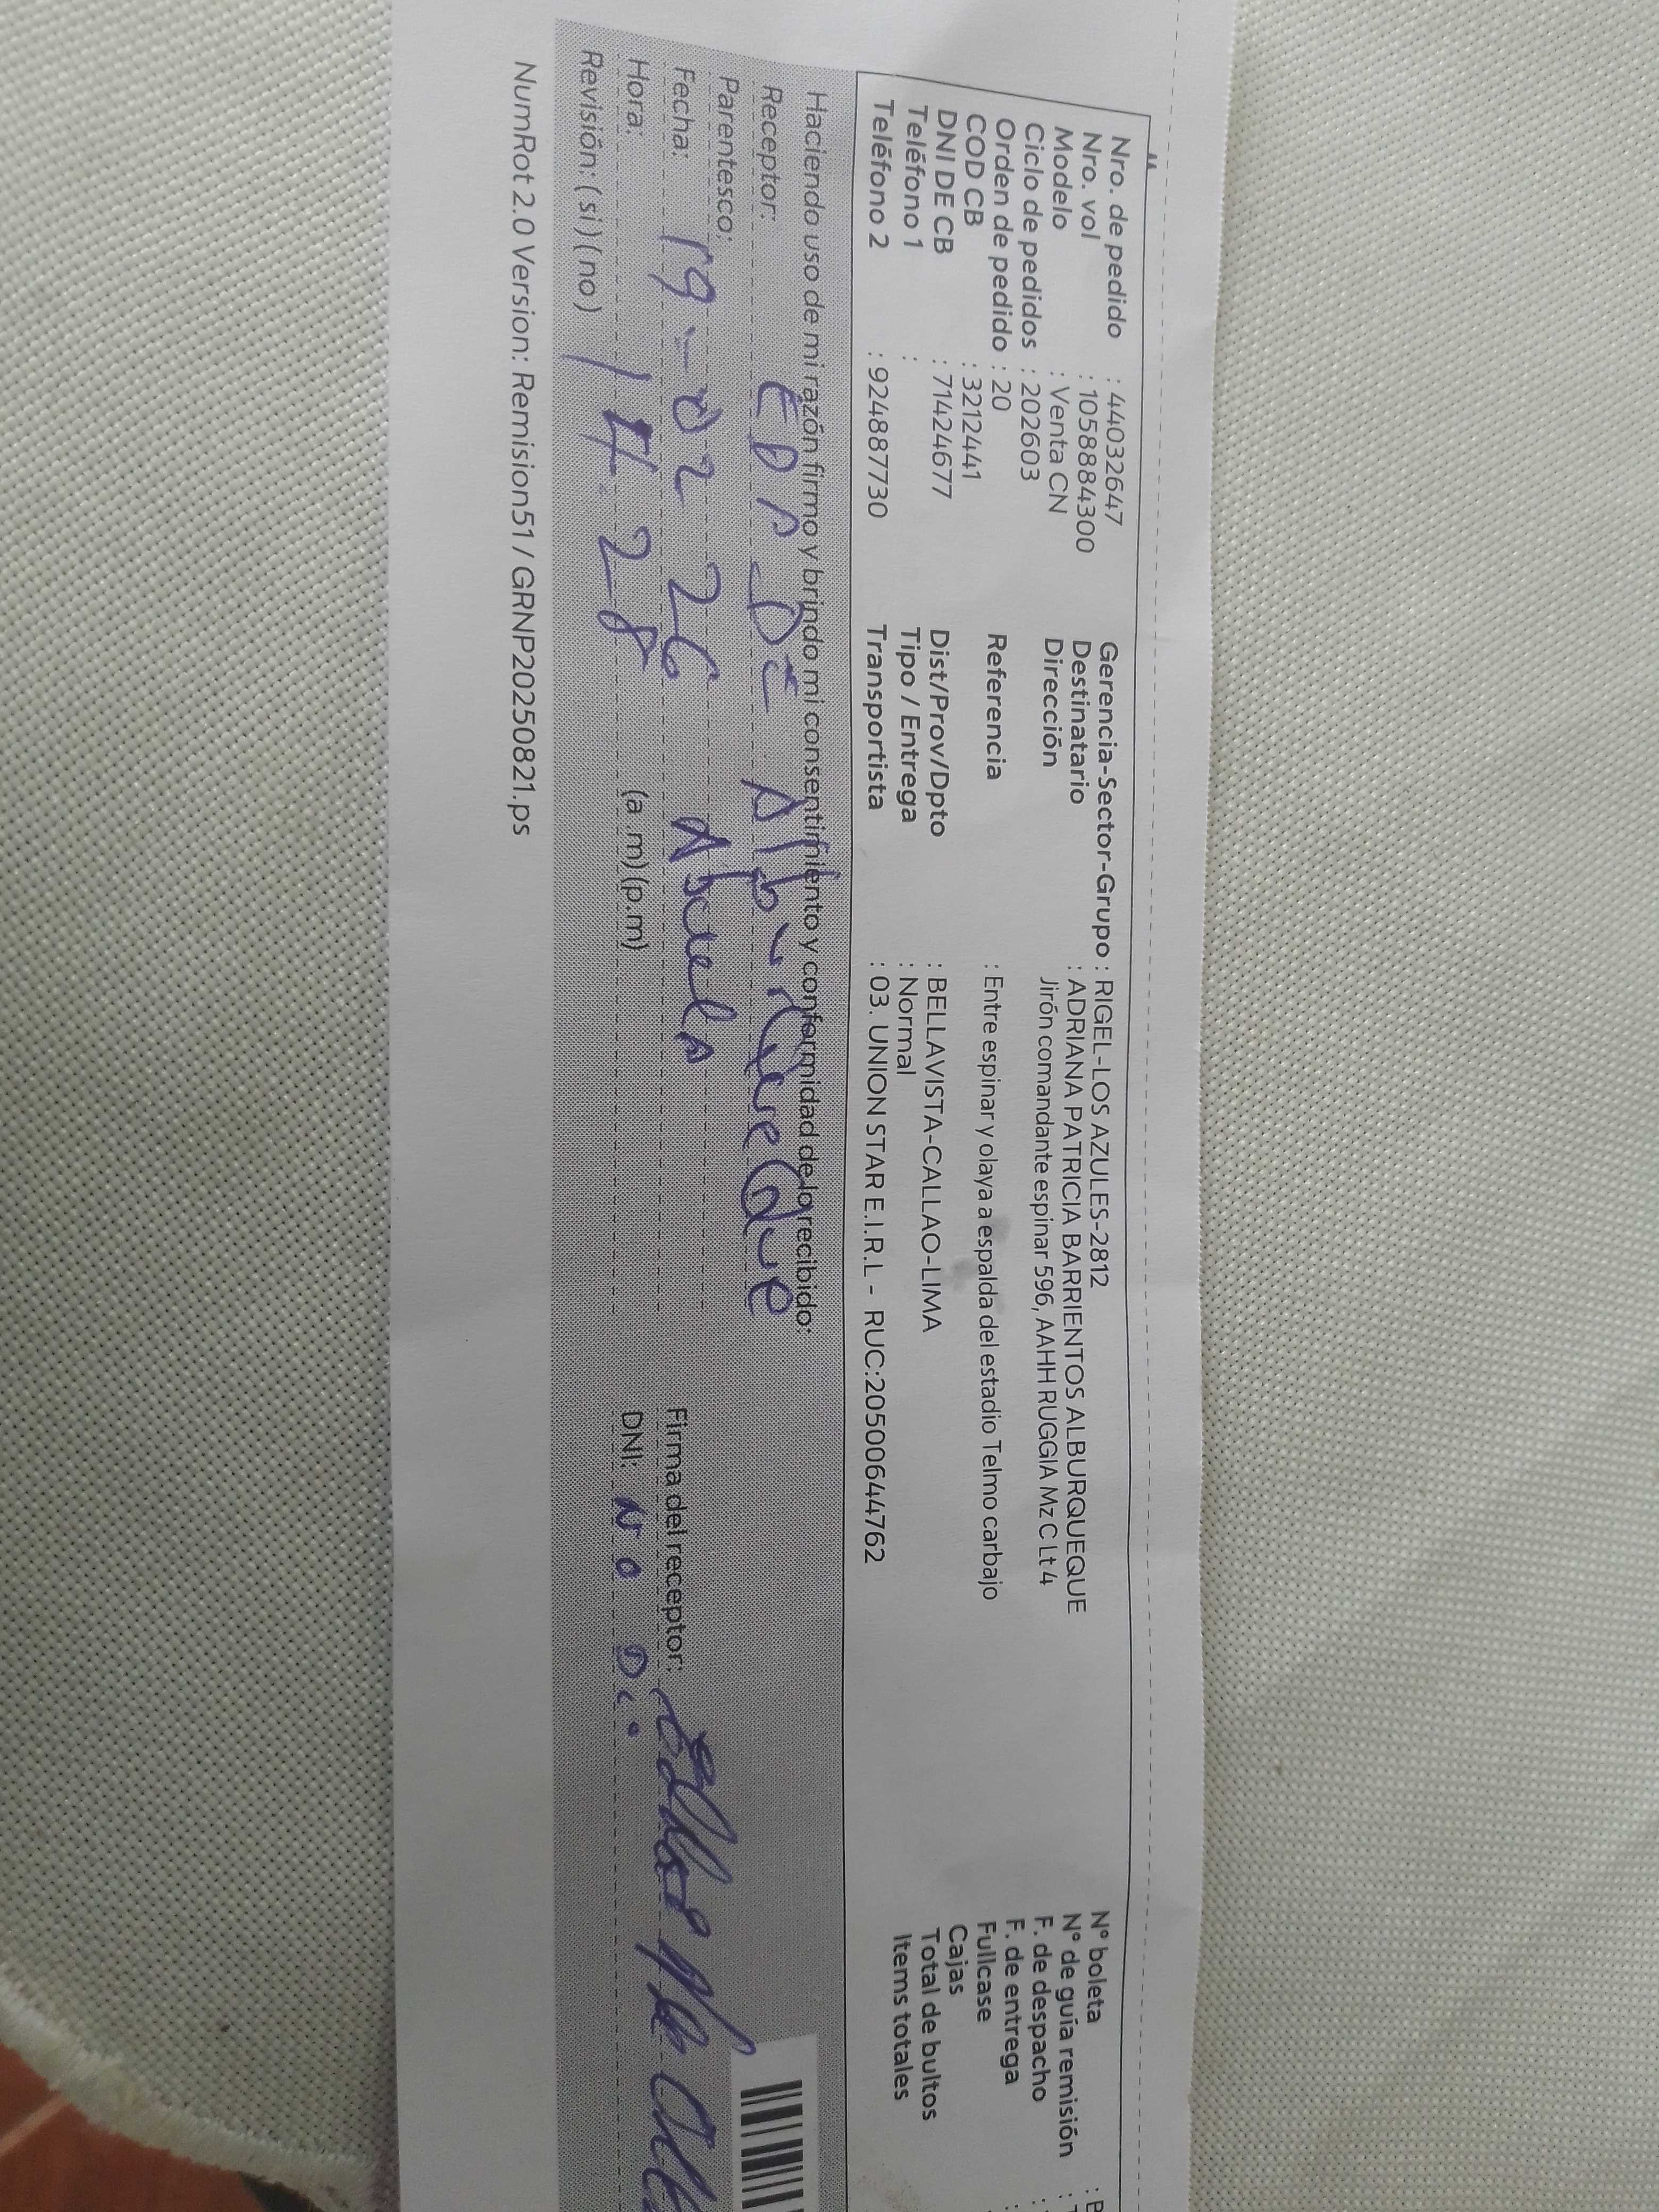 Nro. de pedido : 44032647
Nro. vol : 1058884300
Modelo : Venta CN
Ciclo de pedidos : 202603
Orden de pedido : 20
COD CB : 3212441
DNI DE CB : 71424677
Teléfono 1 :
Teléfono 2 : 924887730
Gerencia-Sector-Grupo : RIGEL-LOS AZULES-2812
Destinatario : ADRIANA PATRICIA BARRIENTOS ALBURQUEQUE
Dirección Jirón comandante espinar 596, AAHH RUGGIA Mz C Lt 4
Referencia : Entre espinar y olaya a espalda del estadio Telmo carbajo
Dist/Prov/Dpto : BELLAVISTA-CALLAO-LIMA
Tipo / Entrega : Normal
Transportista : 03. UNION STAR E.I.R.L - RUC:20500644762
N° boleta :
N° de guía remisión :
F. de despacho :
F. de entrega :
Fullcase
Cajas
Total de bultos
Items totales
Haciendo uso de mi razón firmo y brindo mi consentimiento y conformidad de lo recibido:
Receptor: DE
Parentesco: Abuela
Fecha: 19-02 26
Hora: 28 (a m)(p.m)
Revisión: (si)(no)
Firma del receptor:
DNI: NO Di.
NumRot 2.0 Version: Remision51 / GRNP20250821.ps